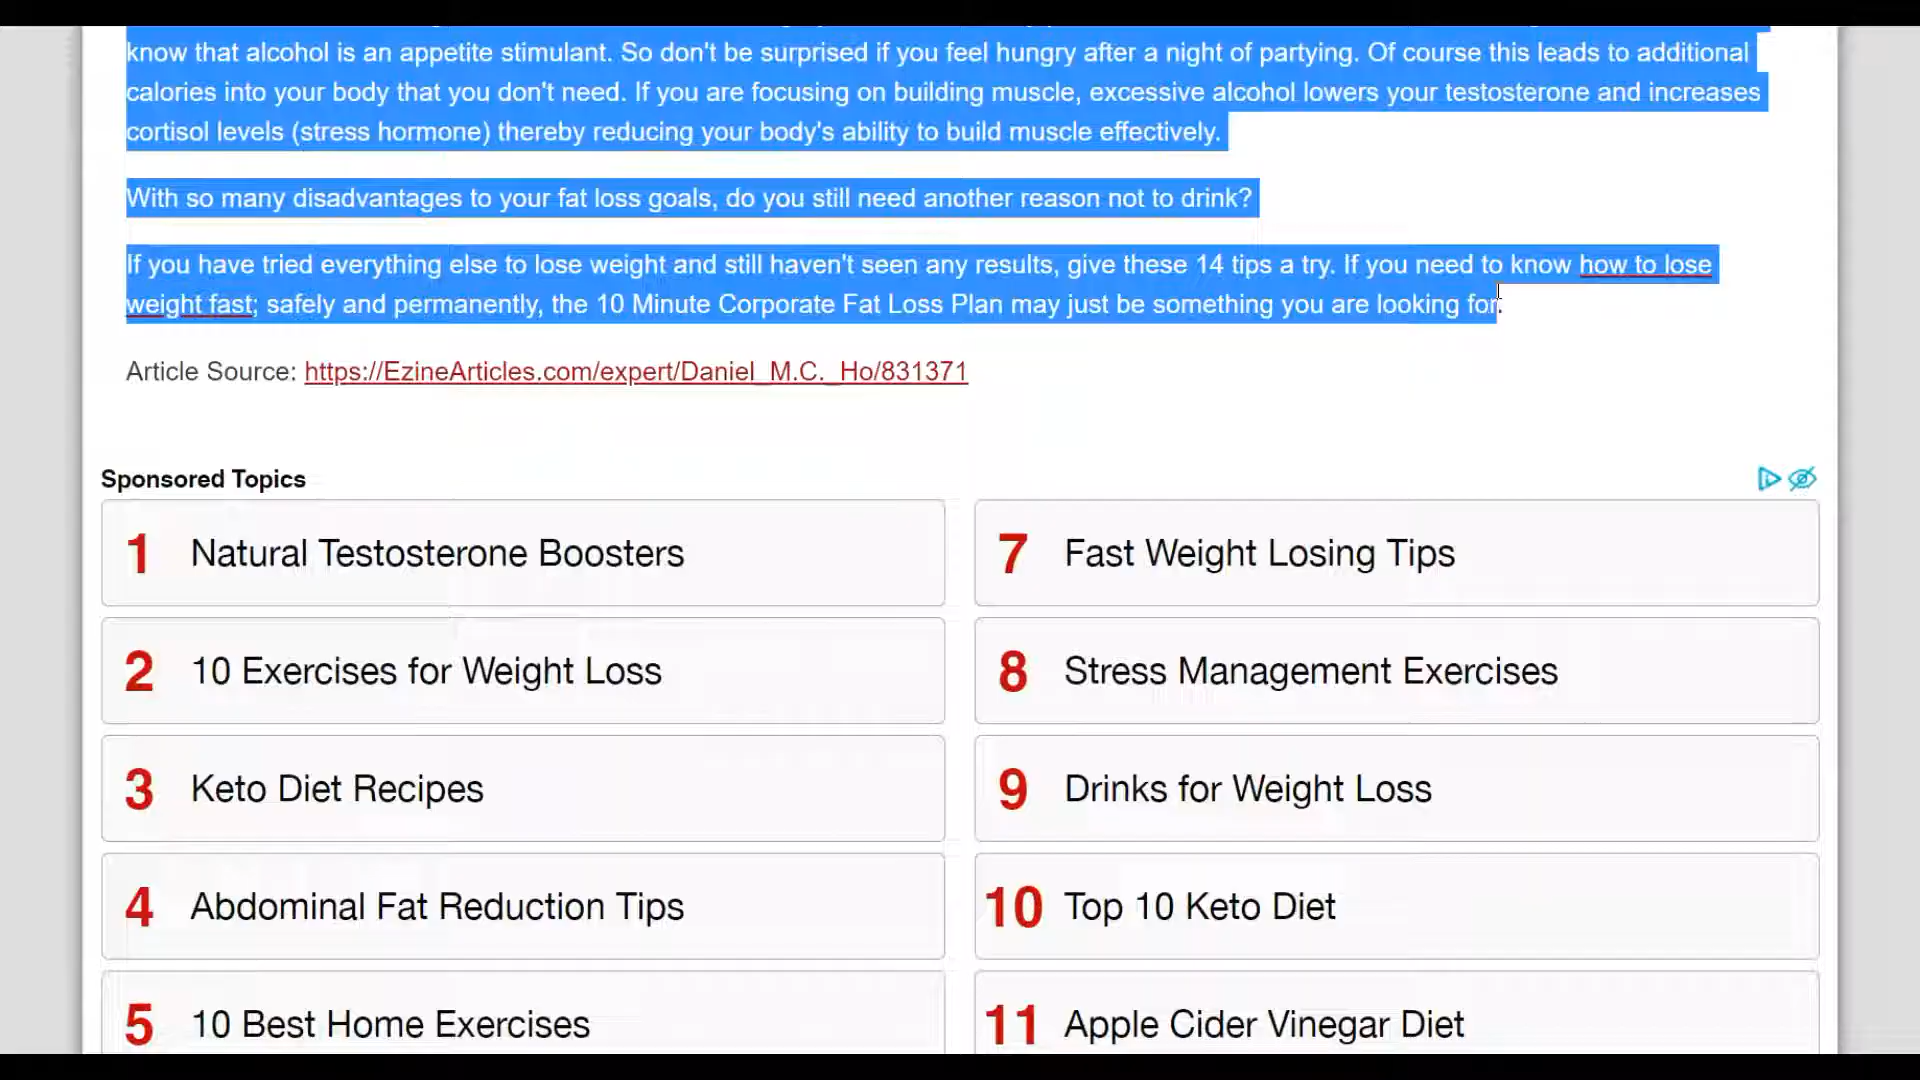 know that alcohol is an appetite stimulant. So don't be surprised if you feel hungry after a night of partying. Of course this leads to additional
calories into your body that you don't need. If you are focusing on building muscle, excessive alcohol lowers your testosterone and increases
cortisol levels (stress hormone) thereby reducing your body's ability to build muscle effectively.
With so many disadvantages to your fat loss goals, do you still need another reason not to drink?
If you have tried everything else to lose weight and still haven't seen any results, give these 14 tips a try. If you need to know how to lose
weight fast; safely and permanently, the 10 Minute Corporate Fat Loss Plan may just be something you are looking for.
Article Source: https://EzineArticles.com/expert/Daniel_M.C._Ho/831371
Sponsored Topics
1 Natural Testosterone Boosters
2 10 Exercises for Weight Loss
3 Keto Diet Recipes
4 Abdominal Fat Reduction Tips
5 10 Best Home Exercises
7 Fast Weight Losing Tips
8 Stress Management Exercises
9 Drinks for Weight Loss
10 Top 10 Keto Diet
11 Apple Cider Vinegar Diet